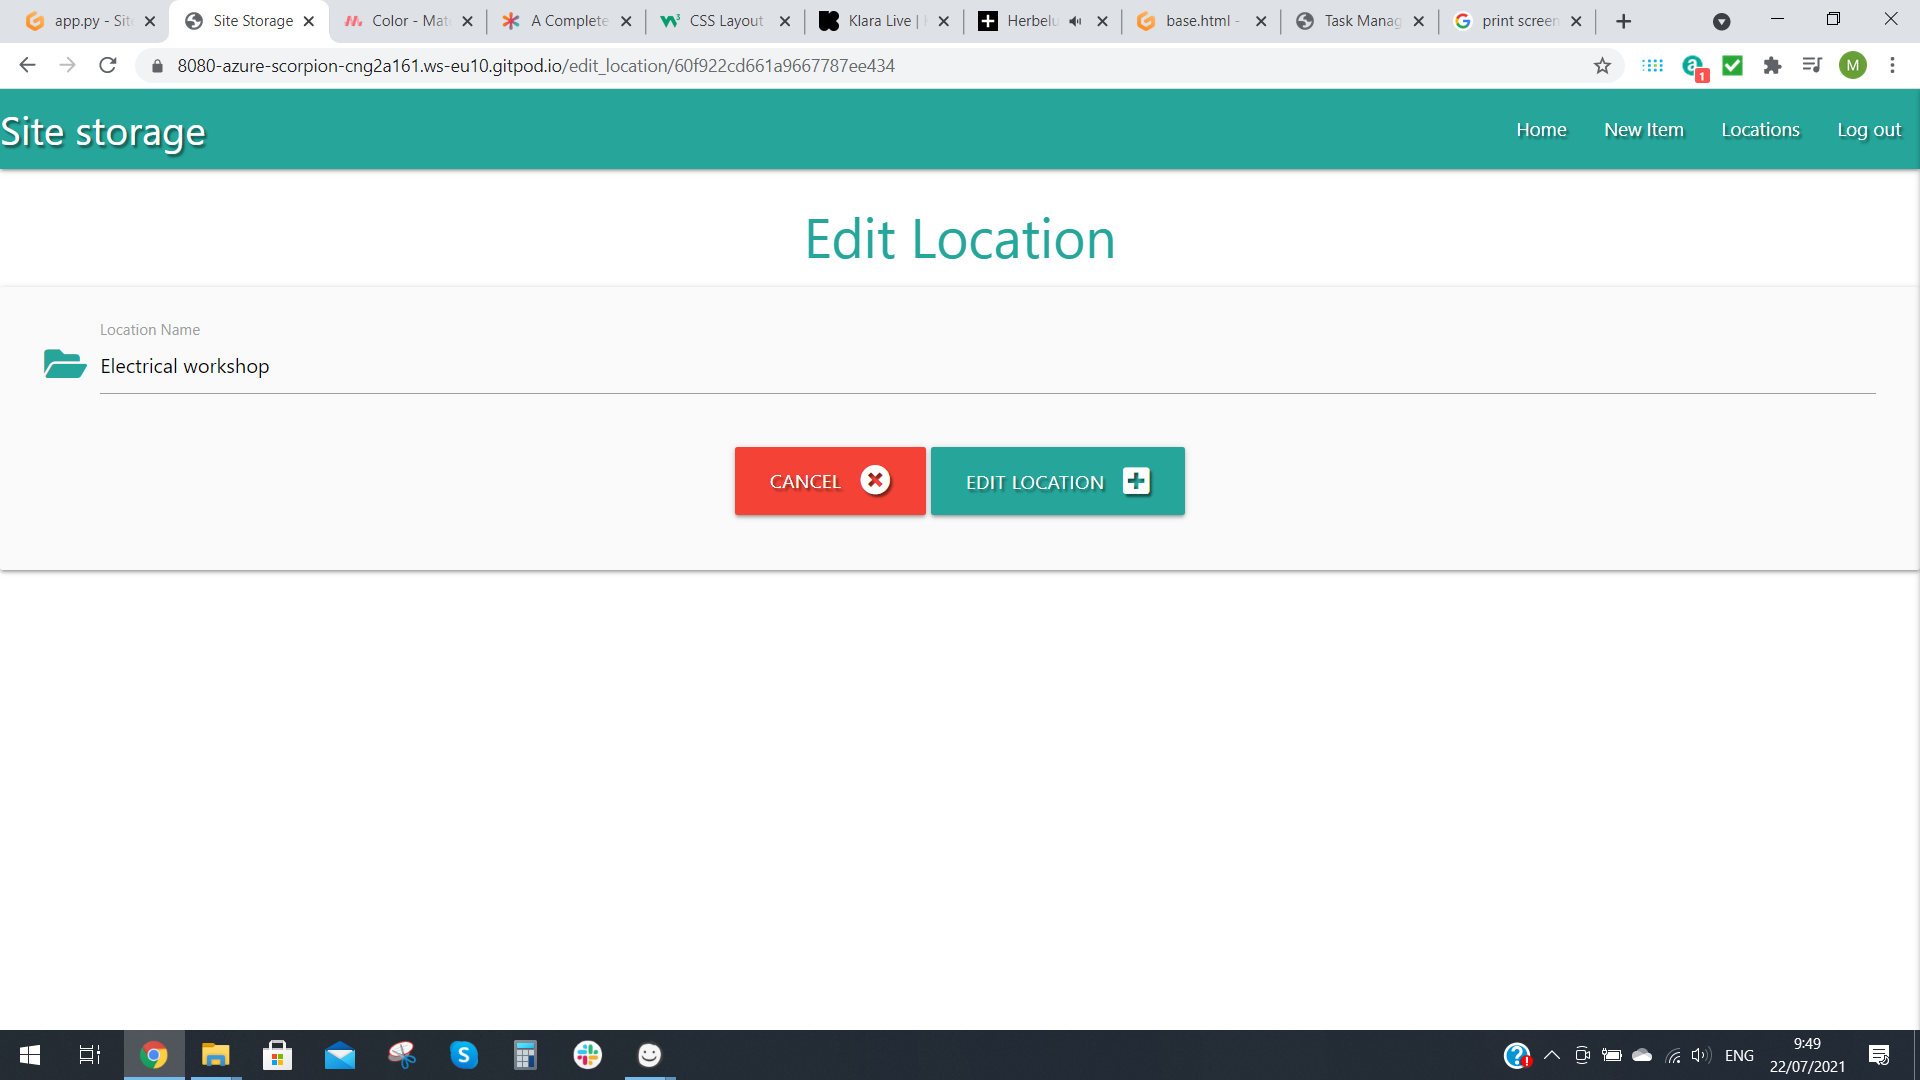 app.py - Sit
Site Storage
Color - Mat
A Complete
CSS Layout
Klara Live |
Herbelu
base.html -
Task Manag
print screen
8080-azure-scorpion-cng2a161.ws-eu10.gitpod.io/edit_location/60f922cd661a9667787ee434
1
M
Site storage
Home
New Item
Locations
Log out
Edit Location
Location Name
Electrical workshop
CANCEL
EDIT LOCATION
ENG
9:49
22/07/2021